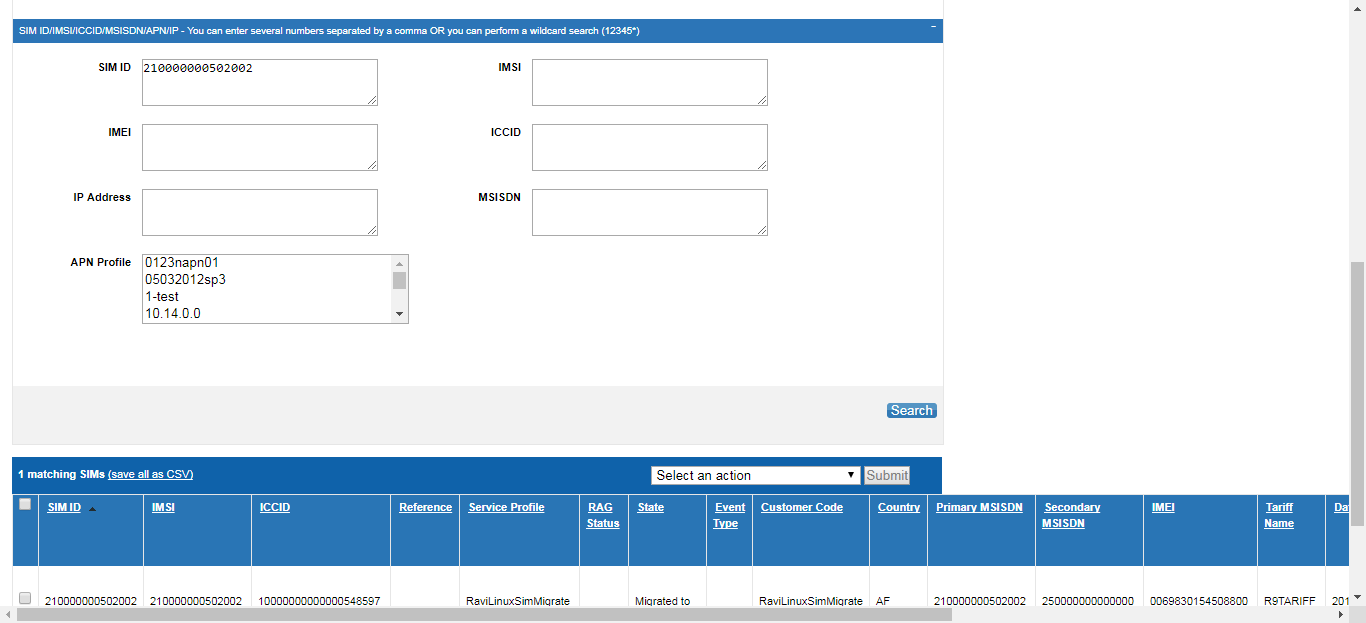 SIM ID/IMSI/ICCID/MSISDN/APN/IP - You can enter several numbers separated by a comma OR you can perform a wildcard search (12345*) −
SIM ID 210000000502002 IMSI
IMEI ICCID
IP Address MSISDN
APN Profile 0123napn01
05032012sp3
1-test
10.14.0.0
Search
1 matching SIMs (save all as CSV) Select an action Submit
SIM ID IMSI ICCID Reference Service Profile RAG State Event Customer Code Country Primary MSISDN Secondary IMEI Tariff Da
Status Type MSISDN Name
210000000502002 210000000502002 10000000000000548597 RaviLinuxSimMigrate Migrated to RaviLinuxSimMigrate AF 210000000502002 250000000000000 0069830154508800 R9TARIFF 201